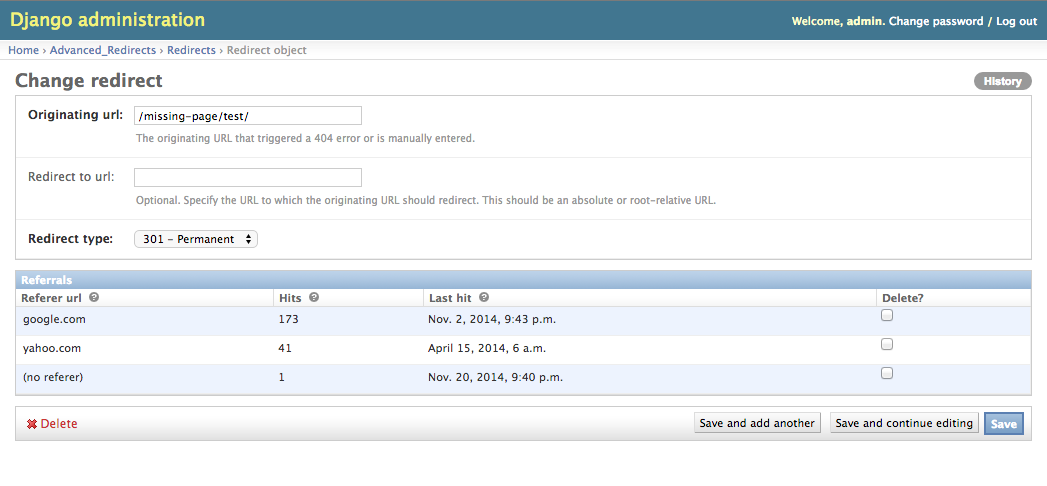 Django administration
Welcome, admin. Change password / Log out
Home › Advanced_Redirects › Redirects › Redirect object
Change redirect
History
Originating url: /missing-page/test/
The originating URL that triggered a 404 error or is manually entered.
Redirect to url:
Optional. Specify the URL to which the originating URL should redirect. This should be an absolute or root-relative URL.
Redirect type: 301 - Permanent
Referrals
Referer url ? Hits ? Last hit ? Delete?
google.com 173 Nov. 2, 2014, 9:43 p.m.
yahoo.com 41 April 15, 2014, 6 a.m.
(no referer) 1 Nov. 20, 2014, 9:40 p.m.
Delete Save and add another Save and continue editing Save